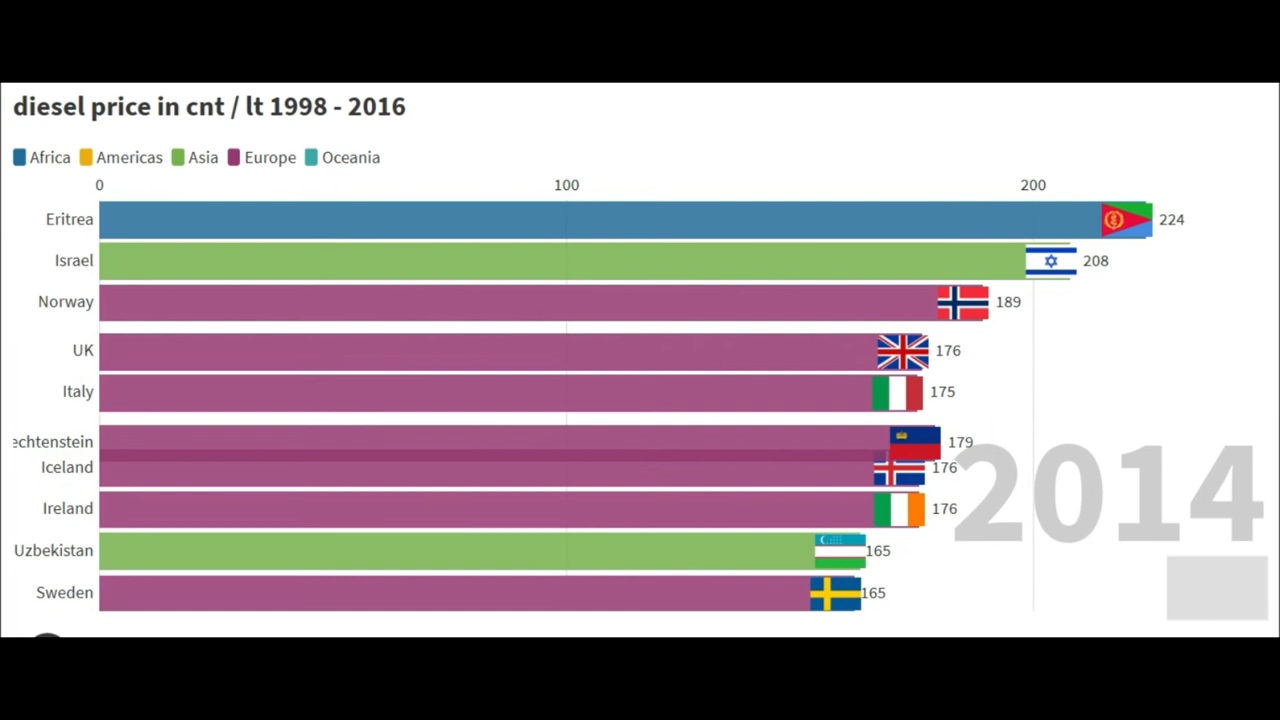 diesel price in cnt / lt 1998 - 2016
Africa Americas Asia Europe Oceania
0 100 200
Eritrea 224
Israel 208
Norway 189
UK 176
Italy 175
echtenstein 179
Iceland 176
Ireland 176
Uzbekistan 165
Sweden 165
2014